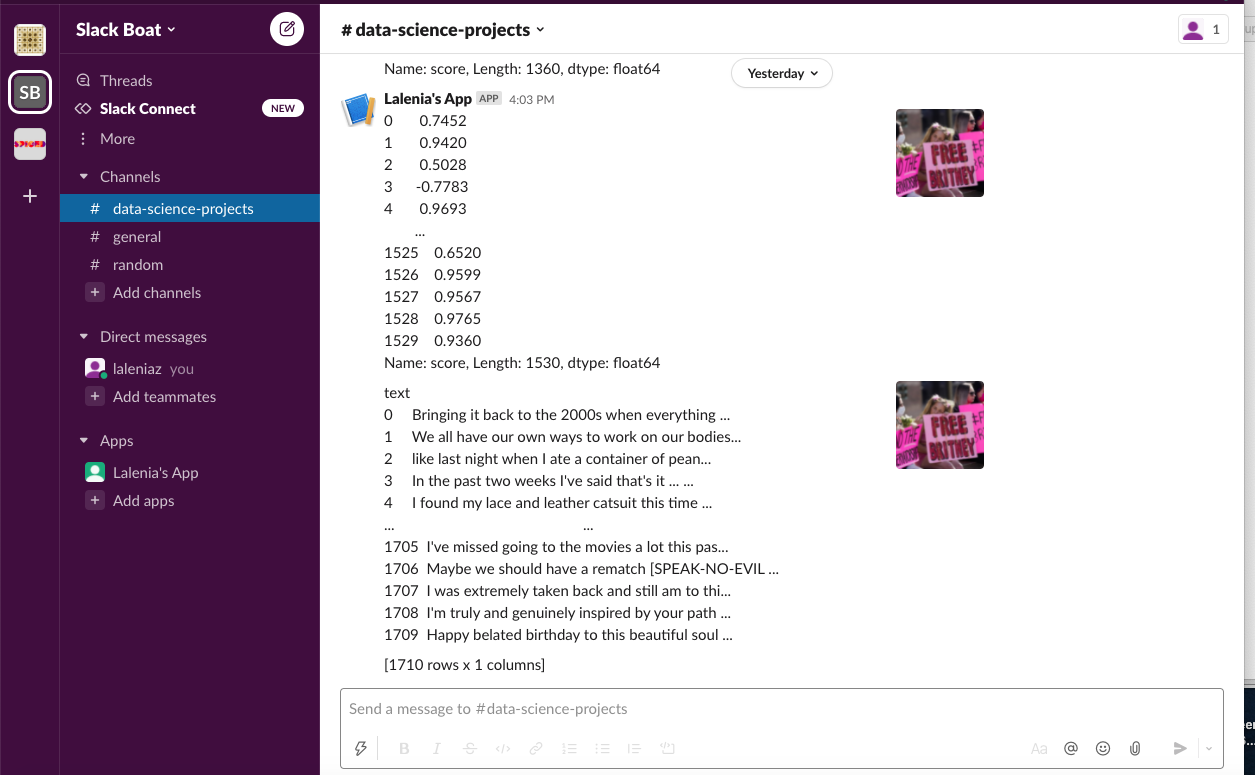 Slack Boat
SB
Threads
Slack Connect NEW
More
Channels
# data-science-projects
# general
# random
+ Add channels
Direct messages
laleniaz you
+ Add teammates
Apps
Lalenia's App
+ Add apps
# data-science-projects
1
Name: score, Length: 1360, dtype: float64
Yesterday
Lalenia's App APP 4:03 PM
0 0.7452
1 0.9420
2 0.5028
3 -0.7783
4 0.9693
...
1525 0.6520
1526 0.9599
1527 0.9567
1528 0.9765
1529 0.9360
Name: score, Length: 1530, dtype: float64
FREE
BRITNEY
text
0 Bringing it back to the 2000s when everything ...
1 We all have our own ways to work on our bodies...
2 like last night when I ate a container of pean...
3 In the past two weeks I've said that's it ... ...
4 I found my lace and leather catsuit this time ...
... ...
1705 I've missed going to the movies a lot this pas...
1706 Maybe we should have a rematch [SPEAK-NO-EVIL ...
1707 I was extremely taken back and still am to thi...
1708 I'm truly and genuinely inspired by your path ...
1709 Happy belated birthday to this beautiful soul ...
[1710 rows x 1 columns]
FREE
BRITNEY
Send a message to #data-science-projects
B I S </> Aa @